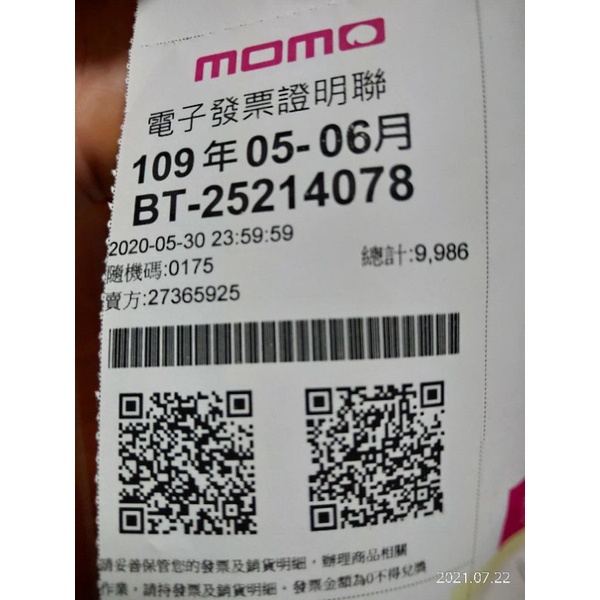 momo
電子發票證明聯
109年05-06月
BT-25214078
2020-05-30 23:59:59
隨機碼:0175 總計:9,986
賣方:27365925
請妥善保管您的發票及銷貨明細，辦理商品相關
作業，請持發票及銷貨明細。發票金額為0不得兌獎
2021.07.22